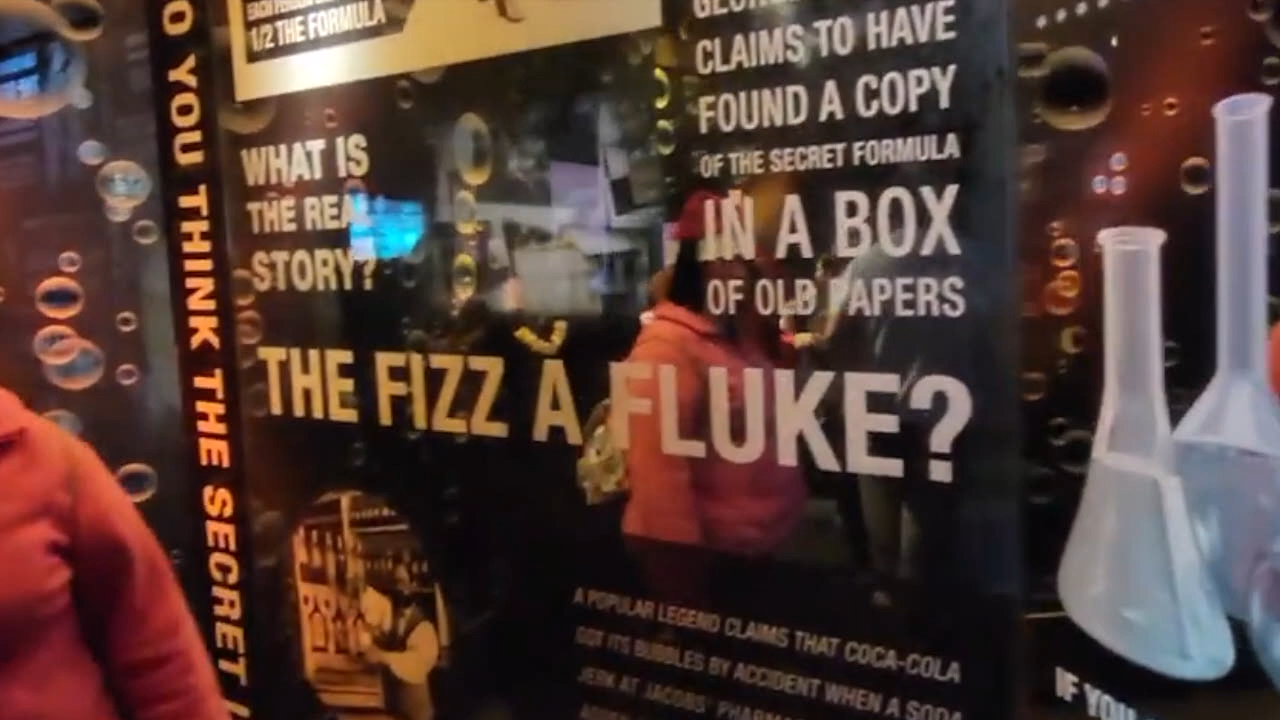 1/2 THE FORMULA
O YOU THINK THE SECRET
WHAT IS
THE REAL
STORY?
CLAIMS TO HAVE
FOUND A COPY
OF THE SECRET FORMULA
IN A BOX
OF OLD PAPERS
THE FIZZ A FLUKE?
A POPULAR LEGEND CLAIMS THAT COCA-COLA
GOT ITS BUBBLES BY ACCIDENT WHEN A SODA
JERK AT JACOBS'
IF YOU